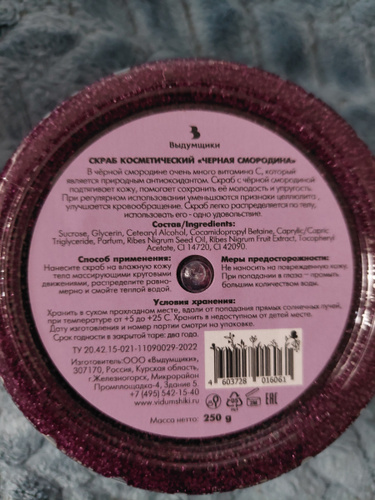 Выдумщики
СКРАБ КОСМЕТИЧЕСКИЙ «ЧЕРНАЯ СМОРОДИНА»
В чёрной смородине очень много витамина С, который
является природным антиоксидантом. Скраб с чёрной смородиной
подтягивает кожу, помогает сохранить её молодость и упругость.
При регулярном использовании уменьшаются признаки целлюлита,
улучшается кровообращение. Скраб легко распределяется по телу,
использовать его - одно удовольствие.
Состав/Ingredients:
Sucrose, Glycerin, Cetearyl Alcohol, Cocamidopropyl Betaine, Caprylic/Capric
Triglyceride, Parfum, Ribes Nigrum Seed Oil, Ribes Nigrum Fruit Extract, Tocopheryl
Acetate, CI 14720, CI 42090.
Способ применения:
Нанесите скраб на влажную кожу
тела массирующими круговыми
движениями, распределите равно-
мерно и смойте теплой водой.
Меры предосторожности:
Не наносить на поврежденную кожу.
При попадании в глаза — промыть
большим количеством воды.
Условия хранения:
Хранить в сухом прохладном месте, вдали от попадания прямых солнечных лучей,
при температуре от +5 до +25 С. Хранить в недоступном от детей месте.
Дату изготовления и номер партии смотри на упаковке.
Срок годности в закрытой таре: два года.
ТУ 20.42.15-021-11090029-2022
Изготовитель:ООО «Выдумщики»,
307170, Россия, Курская область,
г Железногорск, Микрорайон
Промплощадка-4, Здание 5
+7 (495) 542-15-40
www.vidumshiki.ru
4 603728 016061
EAC
Масса нетто: 250 g